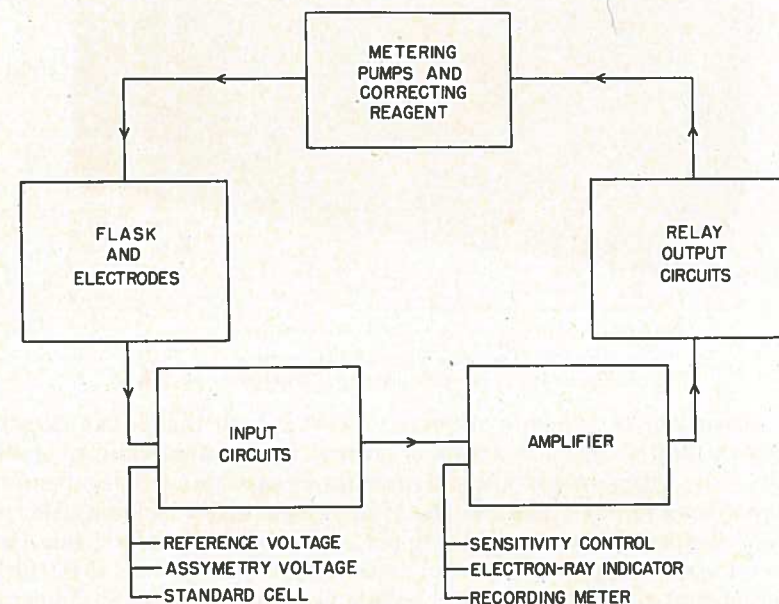 METERING
PUMPS AND
CORRECTING
REAGENT
FLASK
AND
ELECTRODES
RELAY
OUTPUT
CIRCUITS
INPUT
CIRCUITS
AMPLIFIER
REFERENCE VOLTAGE
ASSYMETRY VOLTAGE
STANDARD CELL
SENSITIVITY CONTROL
ELECTRON-RAY INDICATOR
RECORDING METER